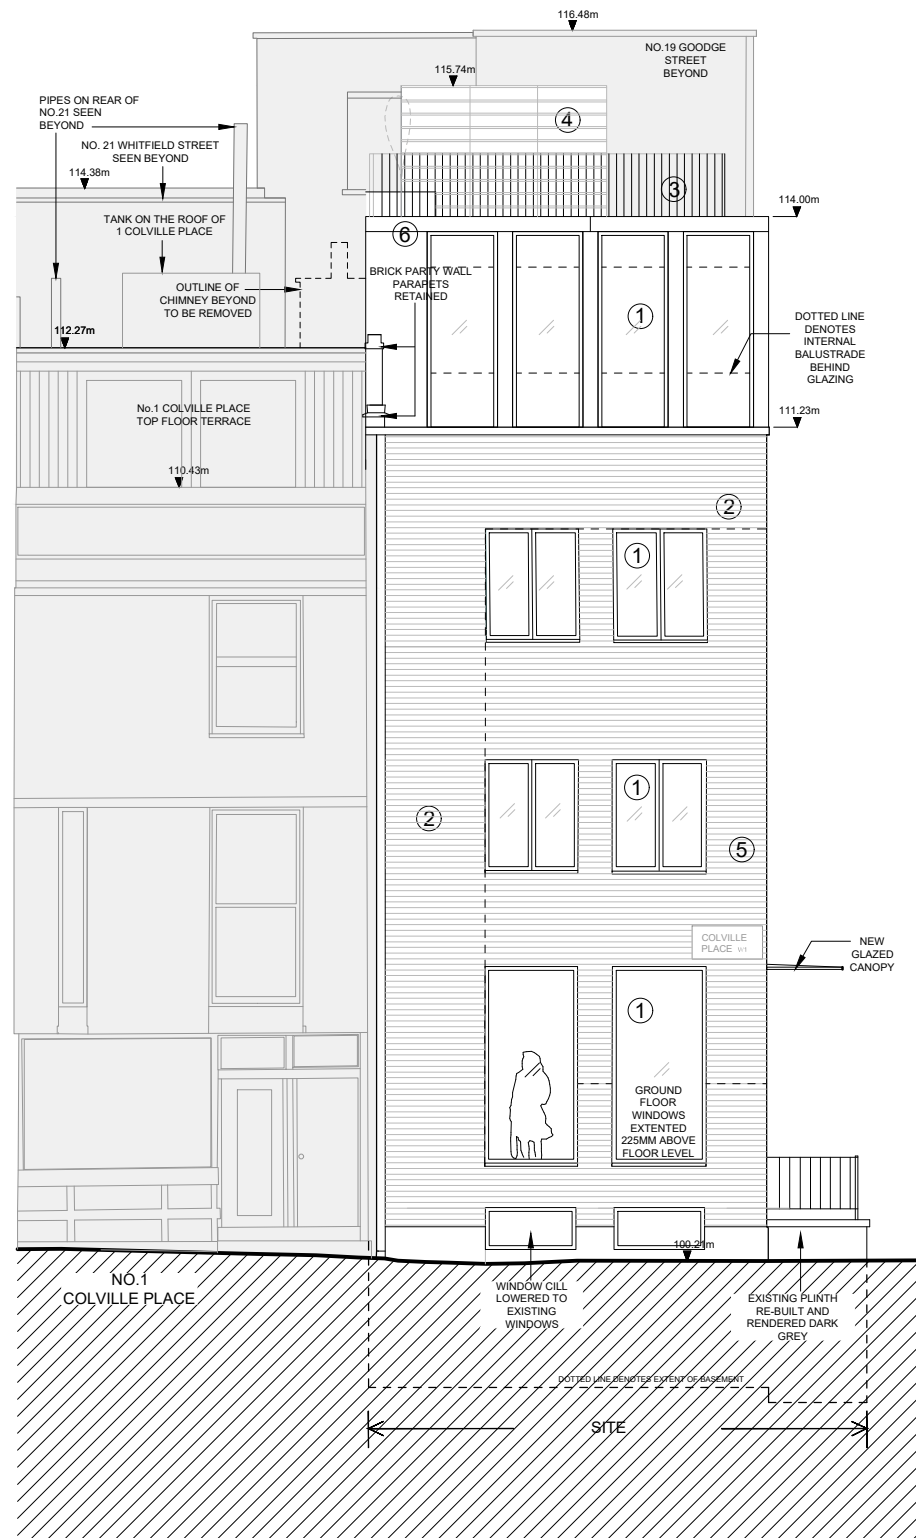 116.48m
NO.19 GOODGE
STREET
BEYOND
115.74m
PIPES ON REAR OF
NO.21 SEEN
BEYOND
4
NO. 21 WHITFIELD STREET
SEEN BEYOND
114.38m
3
114.00m
TANK ON THE ROOF OF
1 COLVILLE PLACE
6
BRICK PARTY WALL
PARAPETS
RETAINED
OUTLINE OF
CHIMNEY BEYOND
TO BE REMOVED
1
DOTTED LINE
DENOTES
INTERNAL
BALUSTRADE
BEHIND
GLAZING
112.27m
No.1 COLVILLE PLACE
TOP FLOOR TERRACE
111.23m
110.43m
2
1
1
2
5
COLVILLE
PLACE W1
NEW
GLAZED
CANOPY
1
GROUND
FLOOR
WINDOWS
EXTENTED
225MM ABOVE
FLOOR LEVEL
100.21m
NO.1
COLVILLE PLACE
WINDOW CILL
LOWERED TO
EXISTING
WINDOWS
EXISTING PLINTH
RE-BUILT AND
RENDERED DARK
GREY
DOTTED LINE DENOTES EXTENT OF BASEMENT
SITE